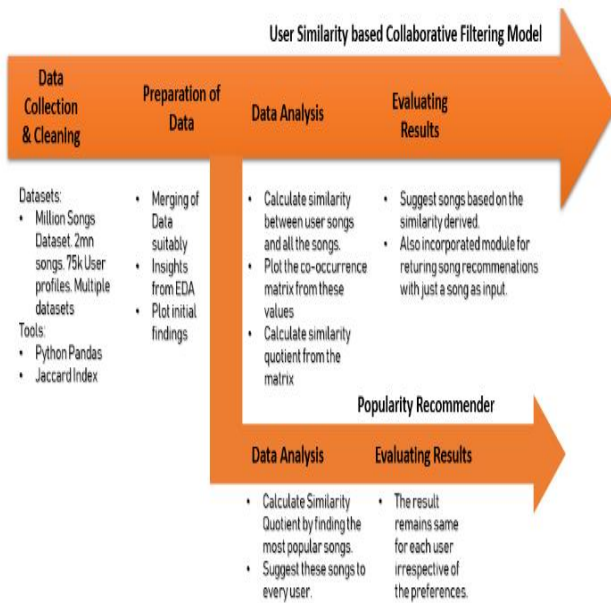 User Similarity based Collaborative Filtering Model
Data
Collection
& Cleaning
Preparation of
Data
Data Analysis
Evaluating
Results
Datasets:
• Million Songs
Dataset. 2mn
songs. 75k User
profiles. Multiple
datasets
Tools:
• Python Pandas
• Jaccard Index
• Merging of
Data
suitably
• Insights
from EDA
• Plot initial
findings
• Calculate similarity
between user songs
and all the songs.
• Plot the co-occurrence
matrix from these
values
• Calculate similarity
quotient from the
matrix
• Suggest songs based on the
similarity derived.
• Also incorporated module for
returing song recommenations
with just a song as input.
Popularity Recommender
Data Analysis
Evaluating Results
• Calculate Similarity
Quotient by finding the
most popular songs.
• Suggest these songs to
every user.
• The result
remains same
for each user
irrespective of
the preferences.